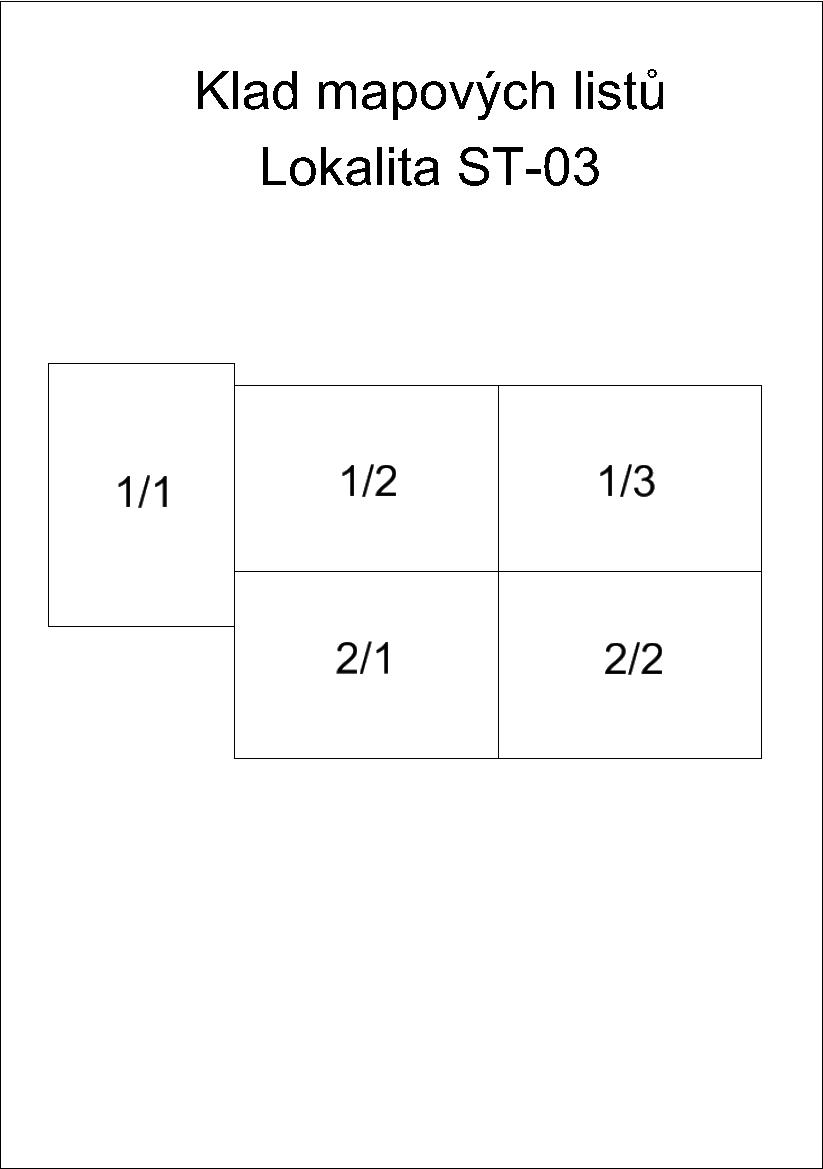 Klad mapových listů
Lokalita ST-03
1/1
1/2
1/3
2/1
2/2